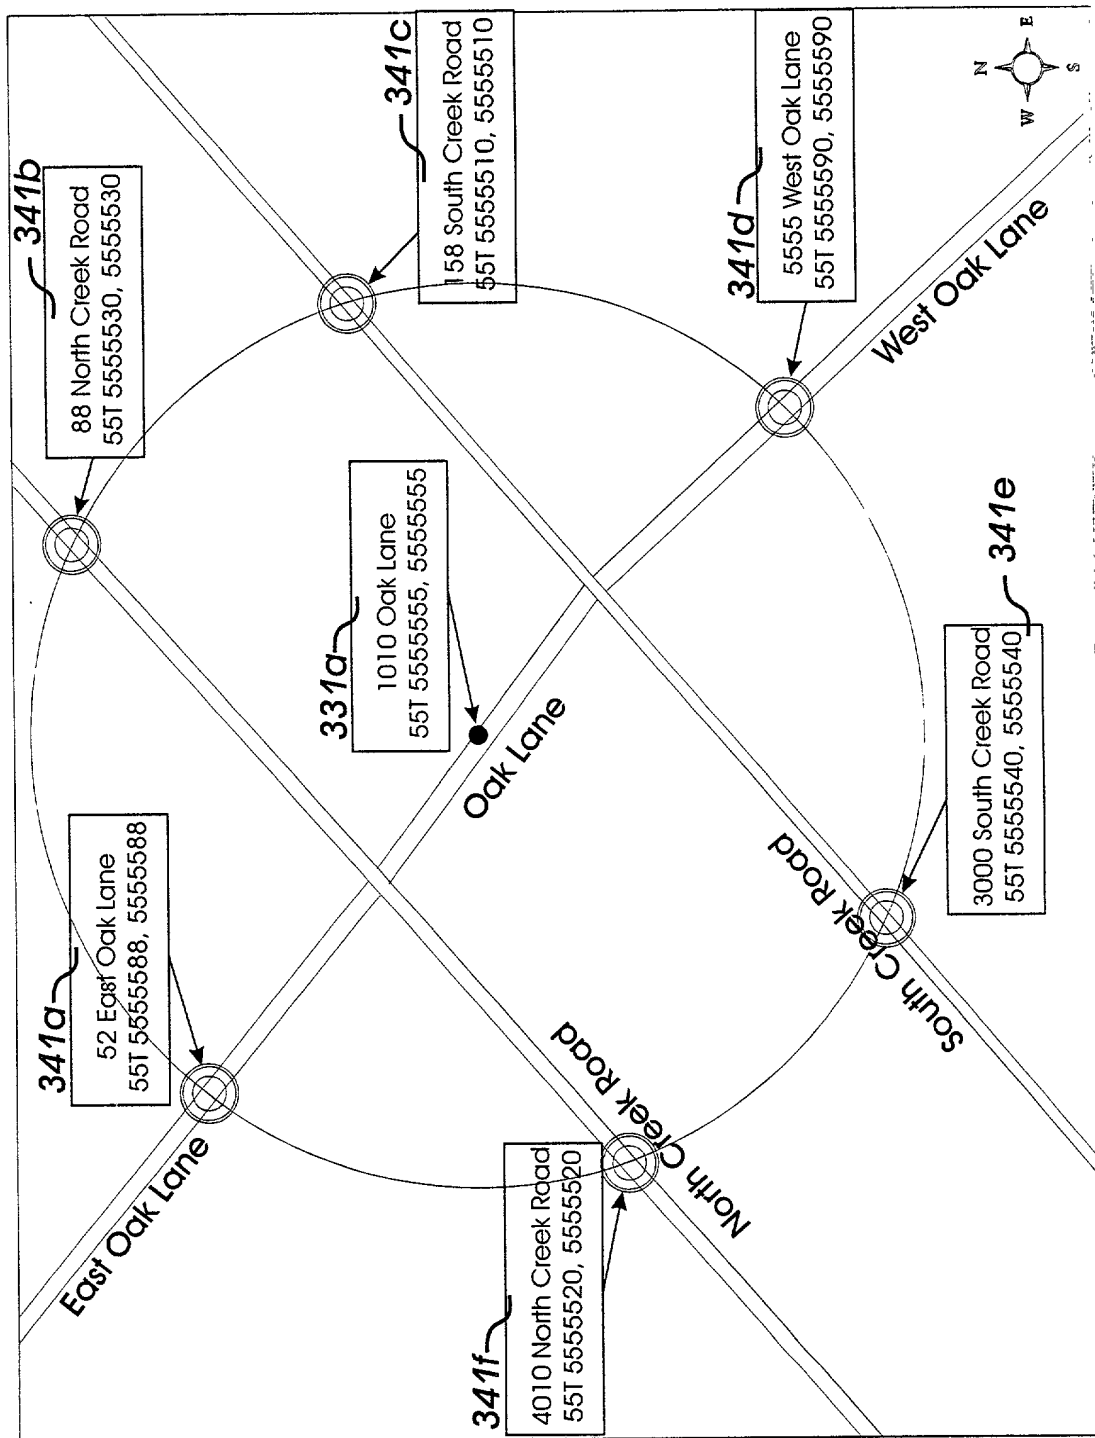 341a
52 East Oak Lane
55T 5555588, 5555588
341b
88 North Creek Road
55T 5555530, 5555530
341c
158 South Creek Road
55T 5555510, 5555510
331a
1010 Oak Lane
55T 5555555, 5555555
341d
5555 West Oak Lane
55T 5555590, 5555590
341e
3000 South Creek Road
55T 5555540, 5555540
341f
4010 North Creek Road
55T 5555520, 5555520
East Oak Lane
Oak Lane
West Oak Lane
North Creek Road
South Creek Road
N
W
E
S